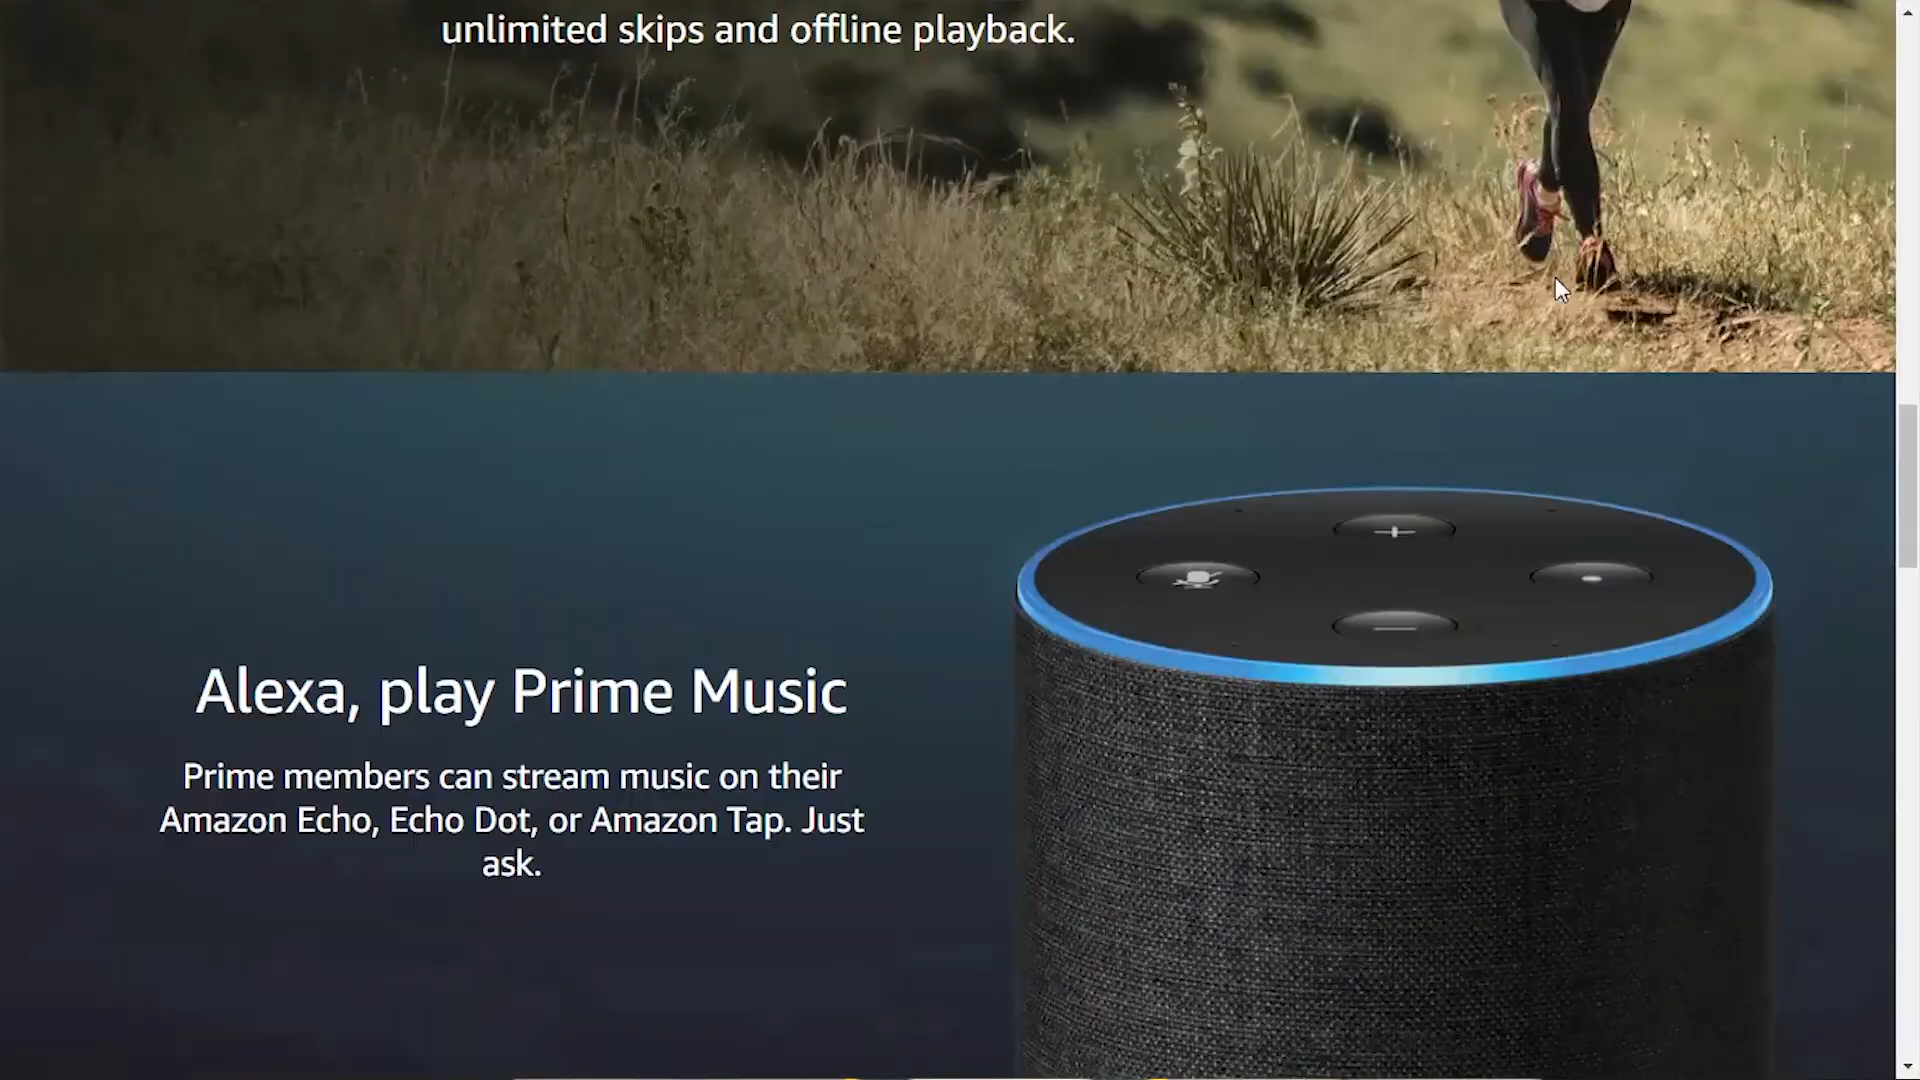 unlimited skips and offline playback.
Alexa, play Prime Music
Prime members can stream music on their
Amazon Echo, Echo Dot, or Amazon Tap. Just
ask.